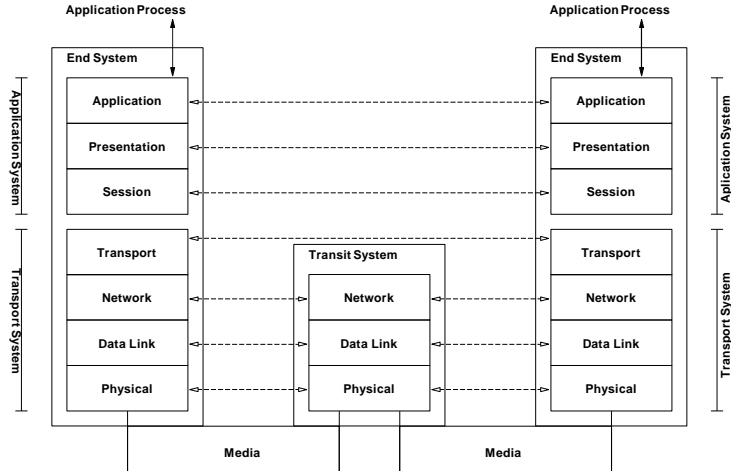 Application Process
Application Process
End System
End System
Application System
Application
Presentation
Session
Application
Presentation
Session
Aplication System
Transport System
Transport
Network
Data Link
Physical
Transit System
Network
Data Link
Physical
Transport
Network
Data Link
Physical
Transport System
Media
Media